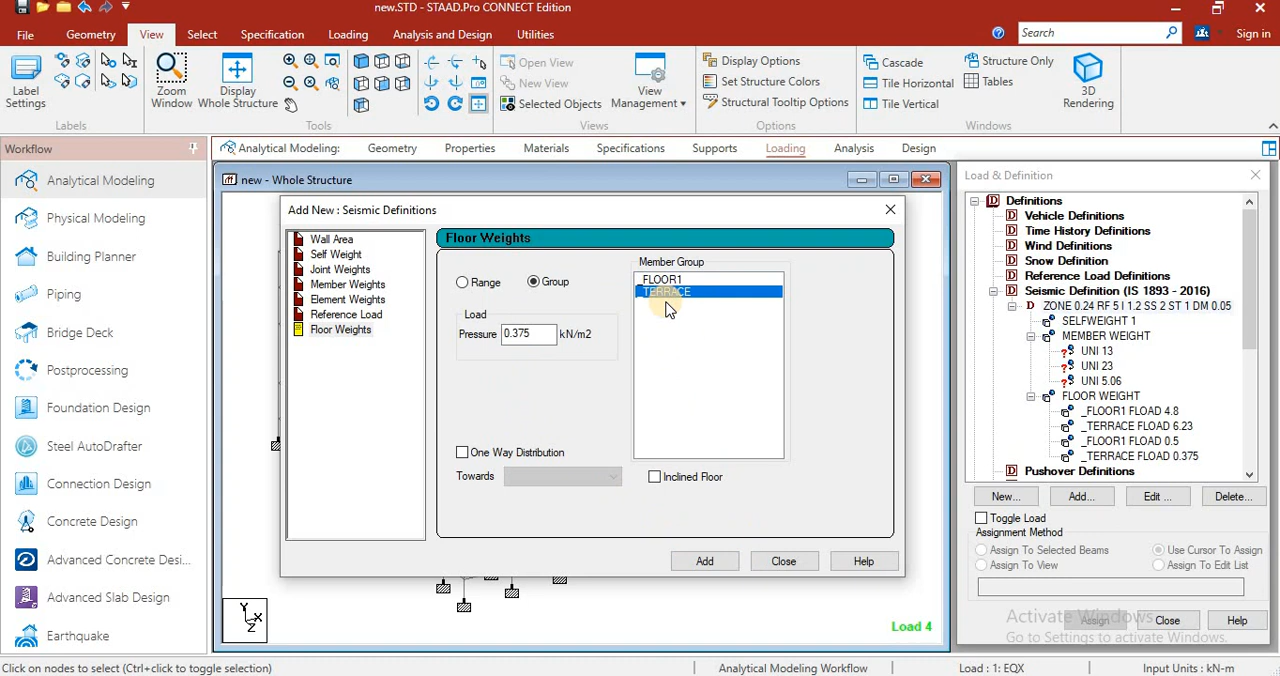 new.STD - STAAD.Pro CONNECT Edition
File Geometry View Select Specification Loading Analysis and Design Utilities Search Sign in
Label Settings
Zoom Window
Display Whole Structure
Open View
New View
Selected Objects
View Management
Display Options
Set Structure Colors
Structural Tooltip Options
Cascade
Tile Horizontal
Tile Vertical
Structure Only
Tables
3D Rendering
Labels Tools Views Options Windows
Workflow
Analytical Modeling: Geometry Properties Materials Specifications Supports Loading Analysis Design
Analytical Modeling
Physical Modeling
Building Planner
Piping
Bridge Deck
Postprocessing
Foundation Design
Steel AutoDrafter
Connection Design
Concrete Design
Advanced Concrete Desi...
Advanced Slab Design
Earthquake
new - Whole Structure
Add New : Seismic Definitions
Wall Area
Self Weight
Joint Weights
Member Weights
Element Weights
Reference Load
Floor Weights
Floor Weights
Range Group
Load
Pressure 0.375 kN/m2
One Way Distribution
Towards
Member Group
_FLOOR1
_TERRACE
Inclined Floor
Add Close Help
Y
X
Z
Load 4
Load & Definition
Definitions
Vehicle Definitions
Time History Definitions
Wind Definitions
Snow Definition
Reference Load Definitions
Seismic Definition (IS 1893 - 2016)
ZONE 0.24 RF 5 I 1.2 SS 2 ST 1 DM 0.05
SELFWEIGHT 1
MEMBER WEIGHT
UNI 13
UNI 23
UNI 5.06
FLOOR WEIGHT
_FLOOR1 FLOAD 4.8
_TERRACE FLOAD 6.23
_FLOOR1 FLOAD 0.5
_TERRACE FLOAD 0.375
Pushover Definitions
New... Add... Edit ... Delete...
Toggle Load
Assignment Method
Assign To Selected Beams Use Cursor To Assign
Assign To View Assign To Edit List
Assign Close Help
Activate Windows
Go to Settings to activate Windows.
Click on nodes to select (Ctrl+click to toggle selection) Analytical Modeling Workflow Load : 1: EQX Input Units : kN-m